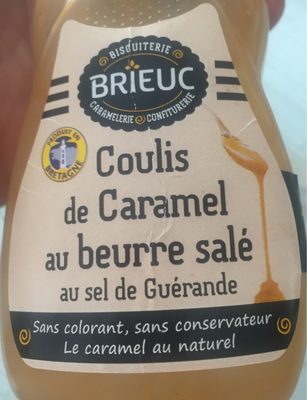 BISCUITERIE
BRIEUC
CARAMELERIE CONFITURERIE
PRODUIT EN
BRETAGNE
Coulis
de Caramel
au beurre salé
au sel de Guérande
Sans colorant, sans conservateur
Le caramel au naturel